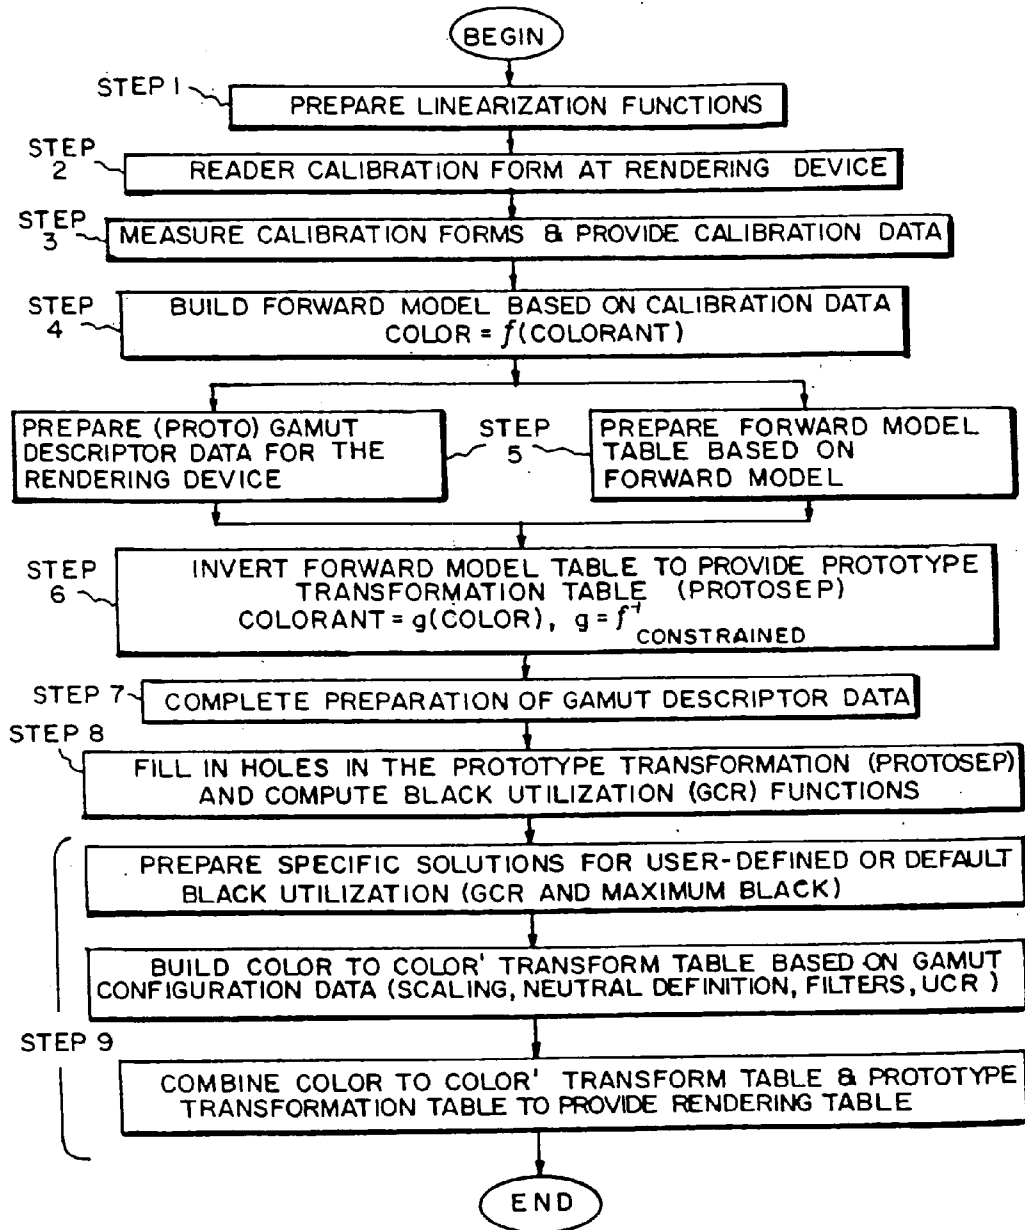 BEGIN
STEP 1
PREPARE LINEARIZATION FUNCTIONS
STEP
2
READER CALIBRATION FORM AT RENDERING DEVICE
STEP
3
MEASURE CALIBRATION FORMS & PROVIDE CALIBRATION DATA
STEP
4
BUILD FORWARD MODEL BASED ON CALIBRATION DATA
COLOR = f(COLORANT)
PREPARE (PROTO) GAMUT
DESCRIPTOR DATA FOR THE
RENDERING DEVICE
STEP
5
PREPARE FORWARD MODEL
TABLE BASED ON
FORWARD MODEL
STEP
6
INVERT FORWARD MODEL TABLE TO PROVIDE PROTOTYPE
TRANSFORMATION TABLE (PROTOSEP)
COLORANT = g(COLOR), g = f⁻¹
CONSTRAINED
STEP 7
COMPLETE PREPARATION OF GAMUT DESCRIPTOR DATA
STEP 8
FILL IN HOLES IN THE PROTOTYPE TRANSFORMATION (PROTOSEP)
AND COMPUTE BLACK UTILIZATION (GCR) FUNCTIONS
STEP 9
PREPARE SPECIFIC SOLUTIONS FOR USER-DEFINED OR DEFAULT
BLACK UTILIZATION (GCR AND MAXIMUM BLACK)
BUILD COLOR TO COLOR' TRANSFORM TABLE BASED ON GAMUT
CONFIGURATION DATA (SCALING, NEUTRAL DEFINITION, FILTERS, UCR )
COMBINE COLOR TO COLOR' TRANSFORM TABLE & PROTOTYPE
TRANSFORMATION TABLE TO PROVIDE RENDERING TABLE
END